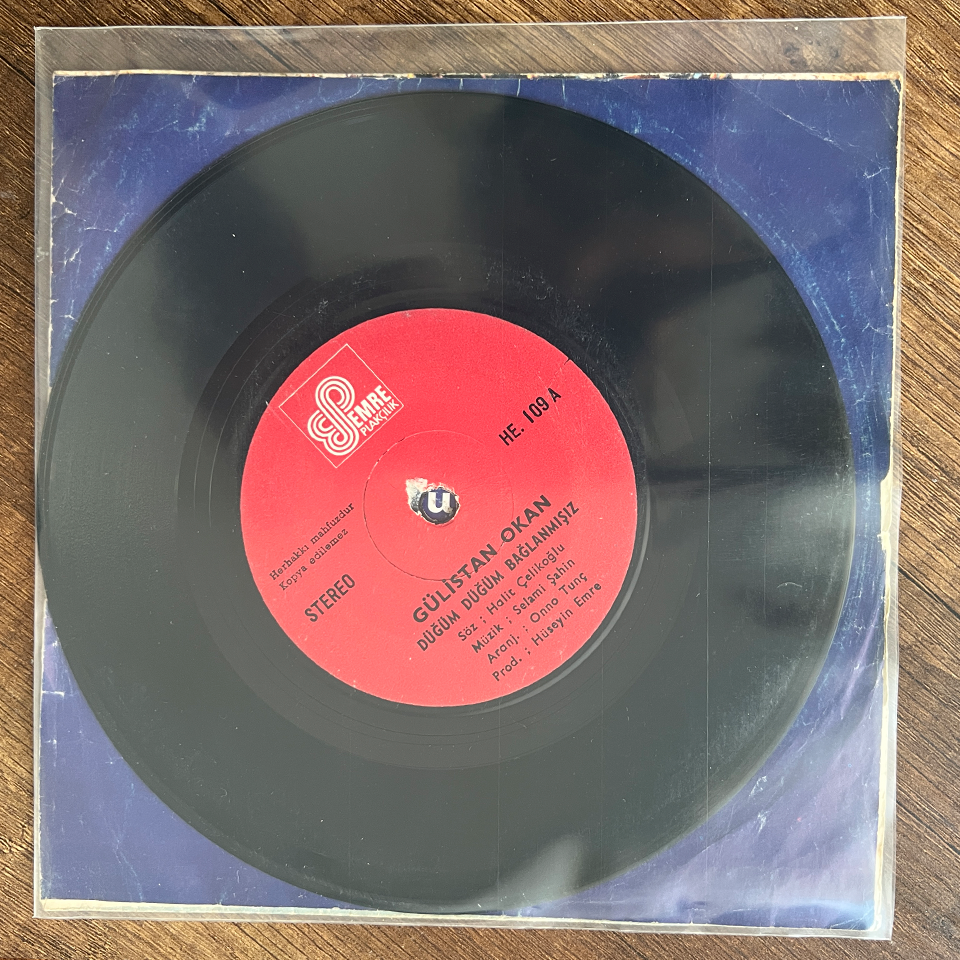 EMRE
PLAKÇILIK
HE. 109 A
u
Herhakkı mahfuzdur
Kopya edilemez
STEREO
GÜLİSTAN OKAN
DÜĞÜM DÜĞÜM BAĞLANMIŞIZ
Söz ; Halit Çelikoğlu
Müzik ; Selami Şahin
Aranj. ; Onno Tunç
Prod. ; Hüseyin Emre